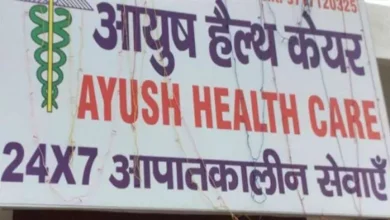 आयुष हैल्थ केयर
AYUSH HEALTH CARE
24X7 आपातकालीन सेवाएँ